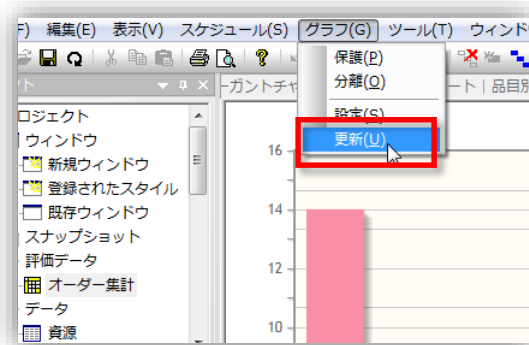 F) 編集(E) 表示(V) スケジュール(S) グラフ(G) ツール(T) ウィンド
保護(P)
分離(O)
設定(S)
更新(U)
ト
ガントチャ
ート
品目別
ロジェクト
ウィンドウ
新規ウィンドウ
登録されたスタイル
既存ウィンドウ
スナップショット
評価データ
オーダー集計
データ
資源
16
14
12
10